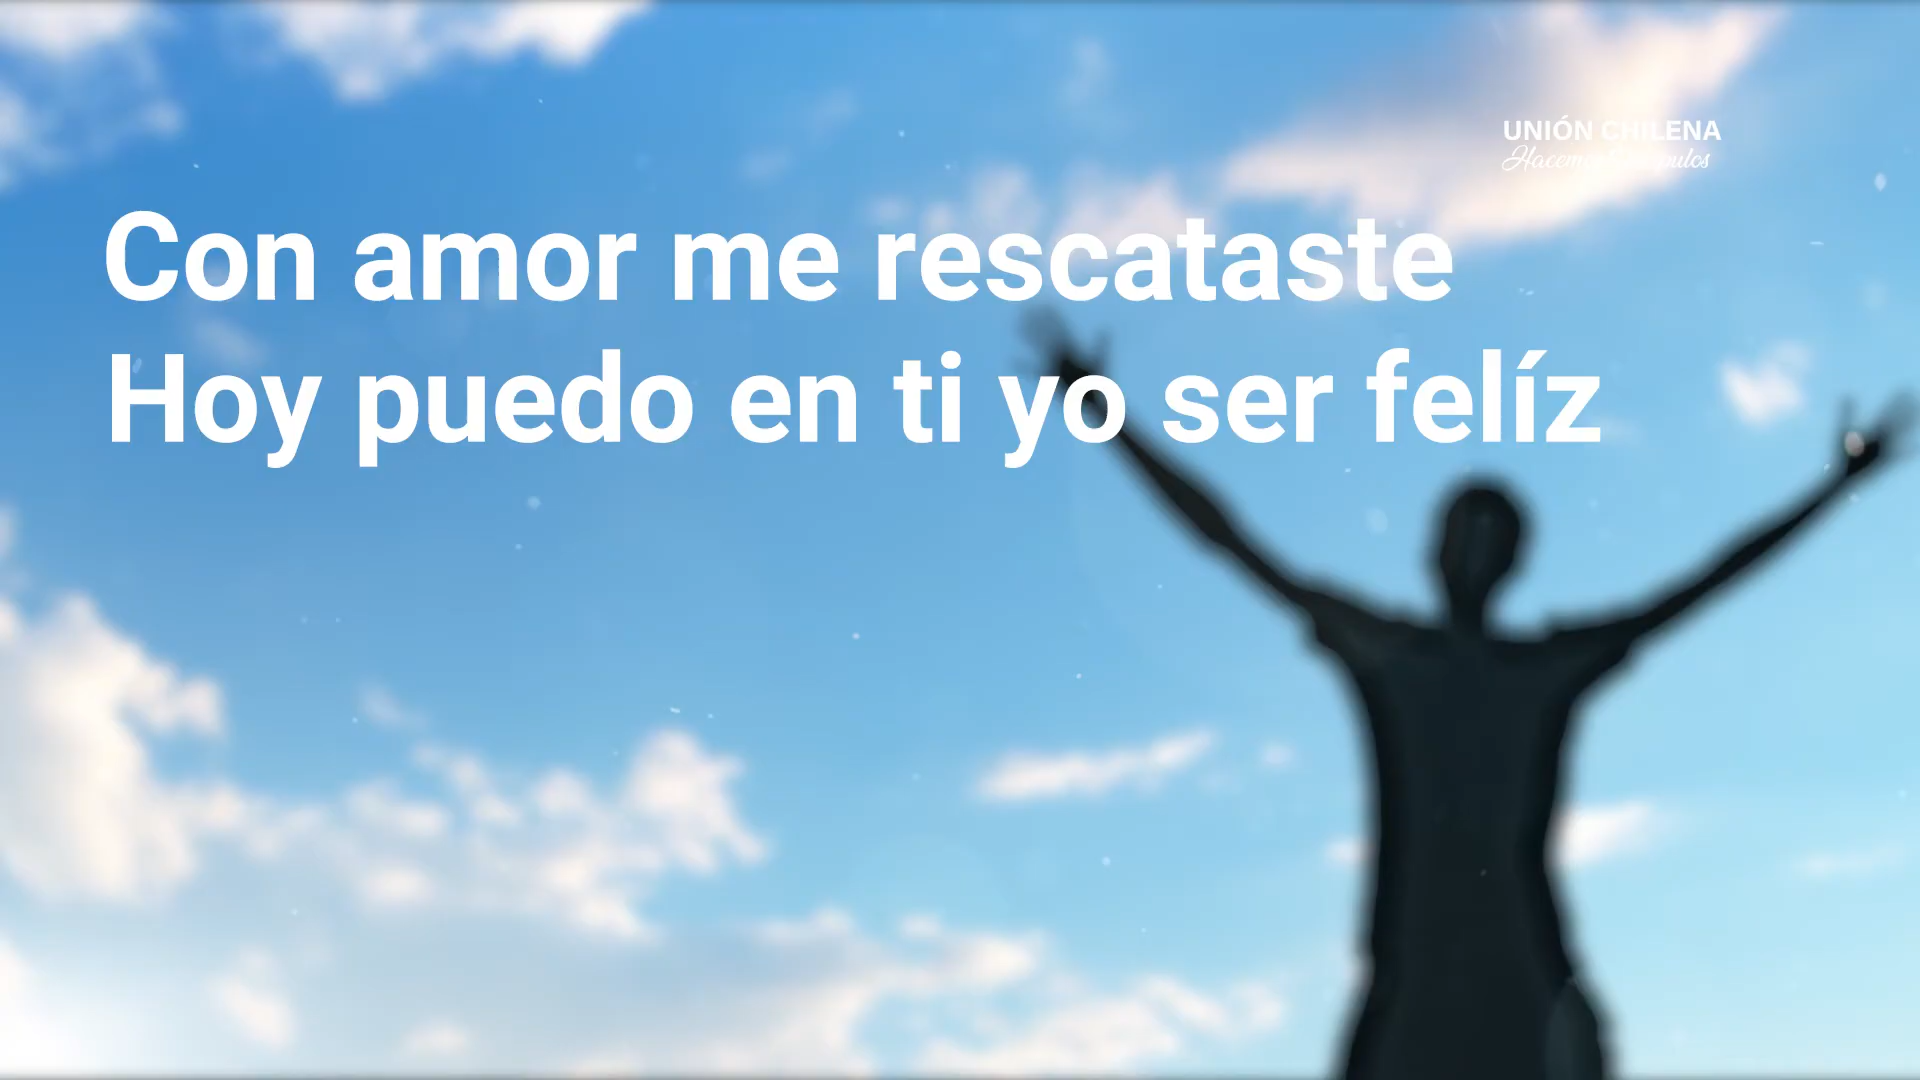 UNIÓN CHILENA
Con amor me rescataste
Hoy puedo en ti yo ser felíz